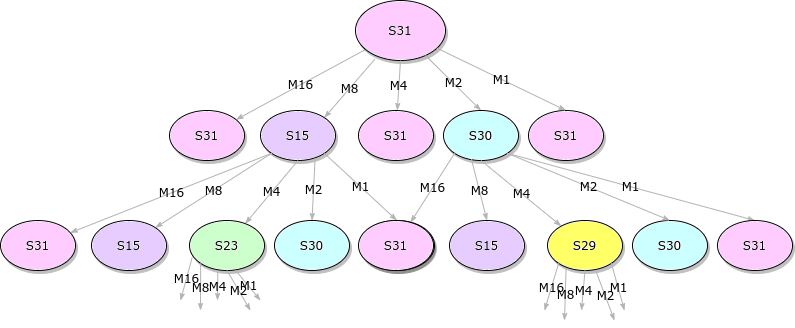 S31
M16 M8 M4 M2 M1
S31 S15 S31 S30 S31
M16 M8 M4 M2 M1 M16 M8 M4 M2 M1
S31 S15 S23 S30 S31 S15 S29 S30 S31
M16 M8 M4 M2 M1 M16 M8 M4 M2 M1